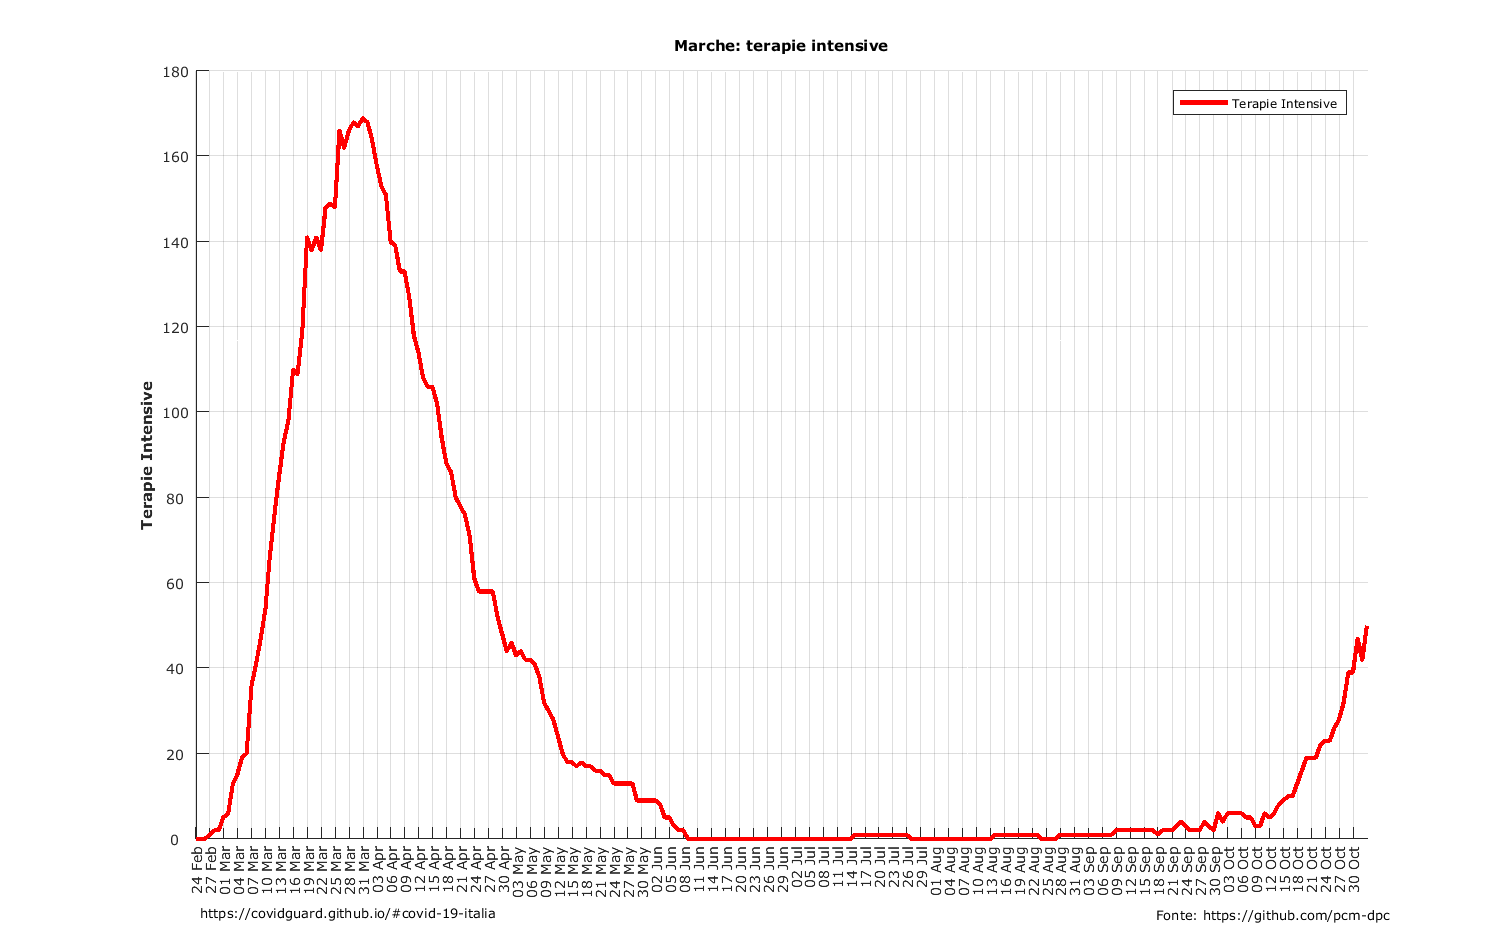 Marche: terapie intensive
Terapie Intensive
Terapie Intensive
180
160
140
120
100
80
60
40
20
0
24 Feb
27 Feb
01 Mar
04 Mar
07 Mar
10 Mar
13 Mar
16 Mar
19 Mar
22 Mar
25 Mar
28 Mar
31 Mar
03 Apr
06 Apr
09 Apr
12 Apr
15 Apr
18 Apr
21 Apr
24 Apr
27 Apr
30 Apr
03 May
06 May
09 May
12 May
15 May
18 May
21 May
24 May
27 May
30 May
02 Jun
05 Jun
08 Jun
11 Jun
14 Jun
17 Jun
20 Jun
23 Jun
26 Jun
29 Jun
02 Jul
05 Jul
08 Jul
11 Jul
14 Jul
17 Jul
20 Jul
23 Jul
26 Jul
29 Jul
01 Aug
04 Aug
07 Aug
10 Aug
13 Aug
16 Aug
19 Aug
22 Aug
25 Aug
28 Aug
31 Aug
03 Sep
06 Sep
09 Sep
12 Sep
15 Sep
18 Sep
21 Sep
24 Sep
27 Sep
30 Sep
03 Oct
06 Oct
09 Oct
12 Oct
15 Oct
18 Oct
21 Oct
24 Oct
27 Oct
30 Oct
https://covidguard.github.io/#covid-19-italia
Fonte: https://github.com/pcm-dpc